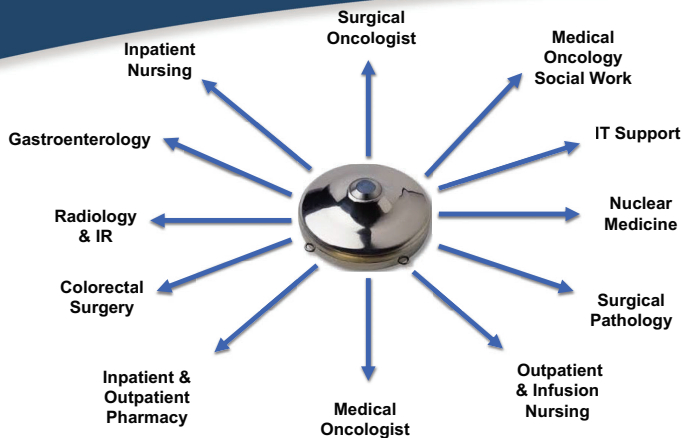 Surgical
Oncologist
Medical
Oncology
Social Work
IT Support
Nuclear
Medicine
Surgical
Pathology
Outpatient
& Infusion
Nursing
Medical
Oncologist
Inpatient &
Outpatient
Pharmacy
Colorectal
Surgery
Radiology
& IR
Gastroenterology
Inpatient
Nursing